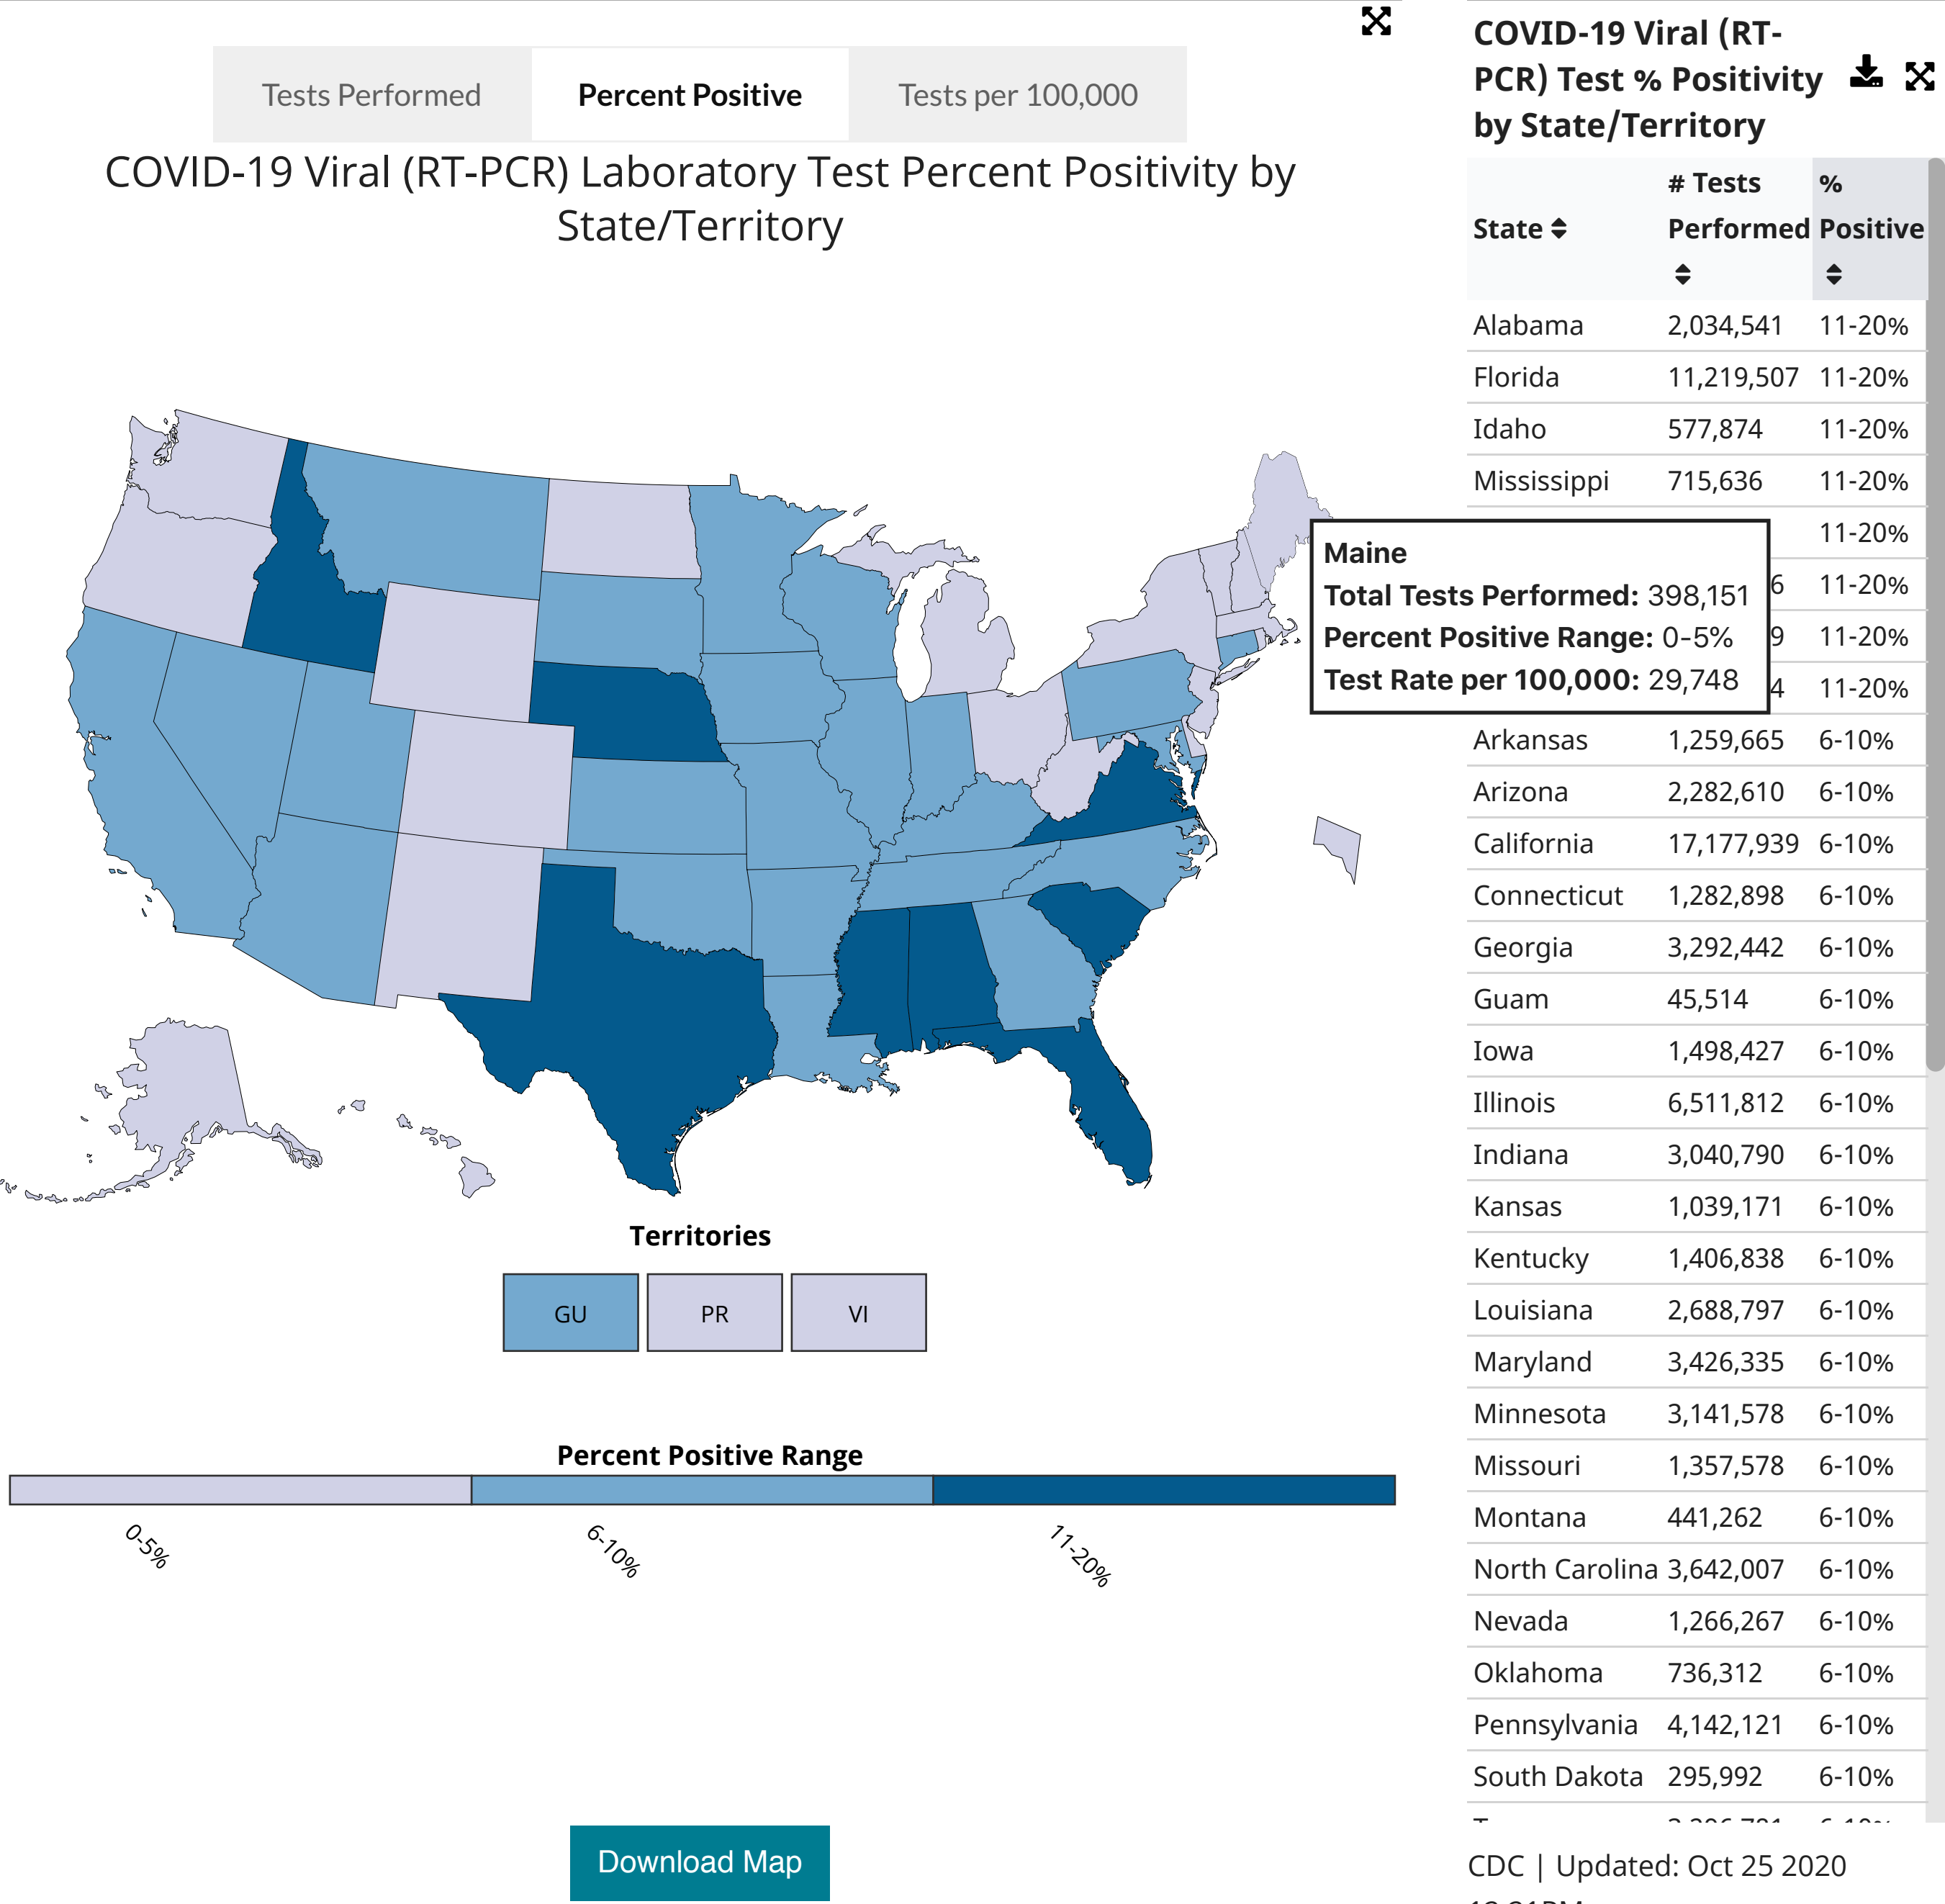 Tests Performed
Percent Positive
Tests per 100,000
COVID-19 Viral (RT-PCR) Laboratory Test Percent Positivity by
State/Territory
Maine
Total Tests Performed: 398,151
Percent Positive Range: 0-5%
Test Rate per 100,000: 29,748
Territories
GU
PR
VI
Percent Positive Range
0-5%
6-10%
11-20%
Download Map
COVID-19 Viral (RT-
PCR) Test % Positivity
by State/Territory
State # Tests Performed % Positive
Alabama 2,034,541 11-20%
Florida 11,219,507 11-20%
Idaho 577,874 11-20%
Mississippi 715,636 11-20%
11-20%
6 11-20%
9 11-20%
4 11-20%
Arkansas 1,259,665 6-10%
Arizona 2,282,610 6-10%
California 17,177,939 6-10%
Connecticut 1,282,898 6-10%
Georgia 3,292,442 6-10%
Guam 45,514 6-10%
Iowa 1,498,427 6-10%
Illinois 6,511,812 6-10%
Indiana 3,040,790 6-10%
Kansas 1,039,171 6-10%
Kentucky 1,406,838 6-10%
Louisiana 2,688,797 6-10%
Maryland 3,426,335 6-10%
Minnesota 3,141,578 6-10%
Missouri 1,357,578 6-10%
Montana 441,262 6-10%
North Carolina 3,642,007 6-10%
Nevada 1,266,267 6-10%
Oklahoma 736,312 6-10%
Pennsylvania 4,142,121 6-10%
South Dakota 295,992 6-10%
CDC | Updated: Oct 25 2020